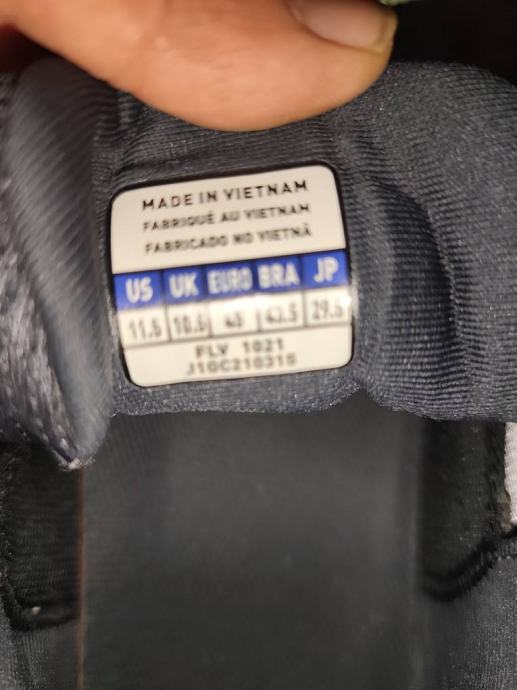 MADE IN VIETNAM
FABRIQUÉ AU VIETNAM
FABRICADO NO VIETNÃ
US UK EURO BRA JP
11.5 10.5 45 43.5 29.5
FLV 1021
J10C210315